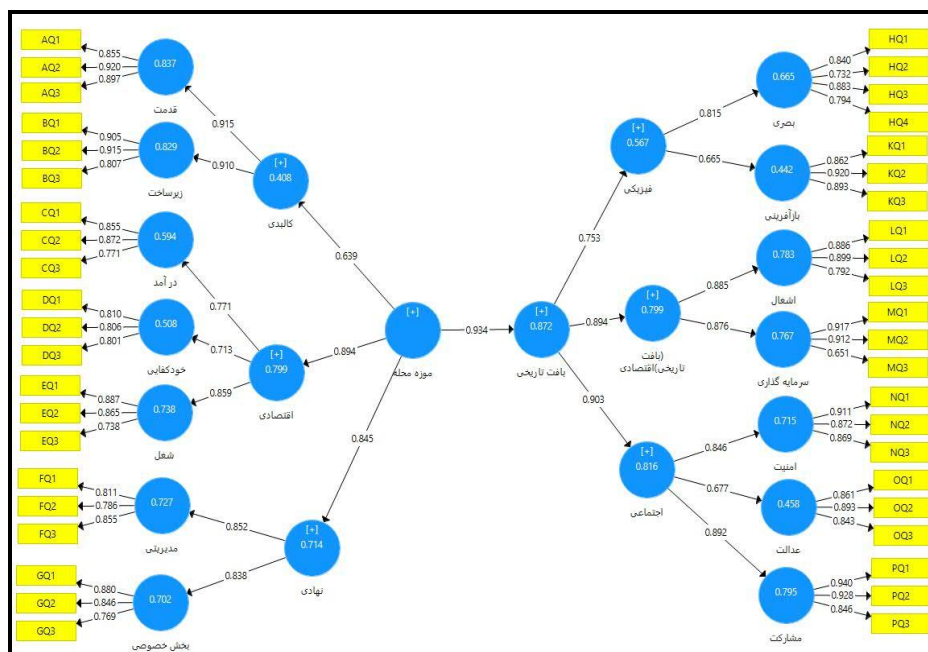 AQ1
AQ2
AQ3
0.855
0.920
0.897
0.837
قدمت
BQ1
BQ2
BQ3
0.905
0.915
0.807
0.829
زیرساخت
CQ1
CQ2
CQ3
0.855
0.872
0.771
0.594
در آمد
DQ1
DQ2
DQ3
0.810
0.806
0.801
0.508
خودکفایی
EQ1
EQ2
EQ3
0.887
0.865
0.738
0.738
شغل
FQ1
FQ2
FQ3
0.811
0.786
0.855
0.727
مدیریتی
GQ1
GQ2
GQ3
0.880
0.846
0.769
0.702
بخش خصوصی
0.915
0.910
[+]
0.408
کالبدی
0.639
0.771
0.713
0.859
[+]
0.799
اقتصادی
0.894
0.852
0.838
[+]
0.714
نهادی
0.845
[+]
موزه محله
0.934
[+]
0.872
بافت تاریخی
0.753
0.894
0.903
[+]
0.567
فیزیکی
0.815
0.665
[+]
0.799
(بافت
تاریخی)اقتصادی
0.885
0.876
[+]
0.816
اجتماعی
0.846
0.677
0.892
0.665
بصری
0.840
0.732
0.883
0.794
HQ1
HQ2
HQ3
HQ4
0.442
بازآفرینی
0.862
0.920
0.893
KQ1
KQ2
KQ3
0.783
اشغال
0.886
0.899
0.792
LQ1
LQ2
LQ3
0.767
سرمایه گذاری
0.917
0.912
0.651
MQ1
MQ2
MQ3
0.715
امنیت
0.911
0.872
0.869
NQ1
NQ2
NQ3
0.458
عدالت
0.861
0.893
0.843
OQ1
OQ2
OQ3
0.795
مشارکت
0.940
0.928
0.846
PQ1
PQ2
PQ3